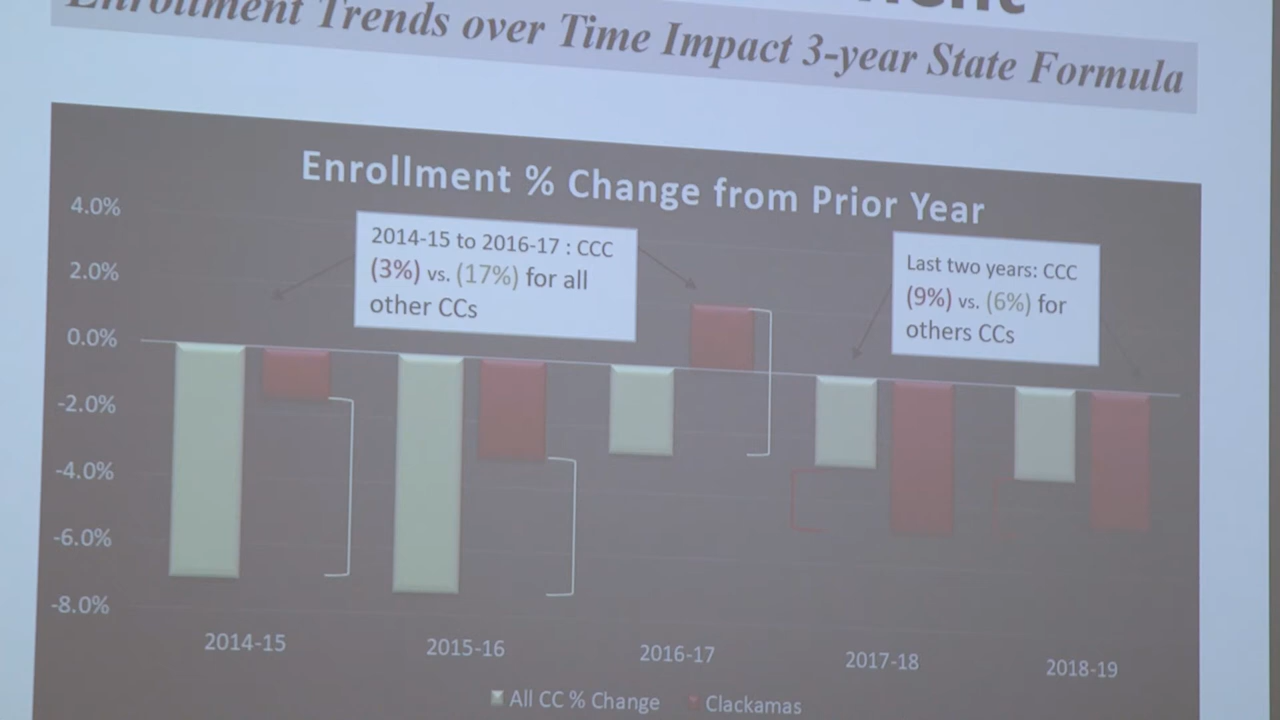 Enrollment Trends over Time Impact 3-year State Formula
Enrollment % Change from Prior Year
4.0%
2.0%
0.0%
-2.0%
-4.0%
-6.0%
-8.0%
2014-15 to 2016-17 : CCC
(3%) vs. (17%) for all
other CCs
Last two years: CCC
(9%) vs. (6%) for
others CCs
2014-15
2015-16
2016-17
2017-18
2018-19
All CC % Change
Clackamas